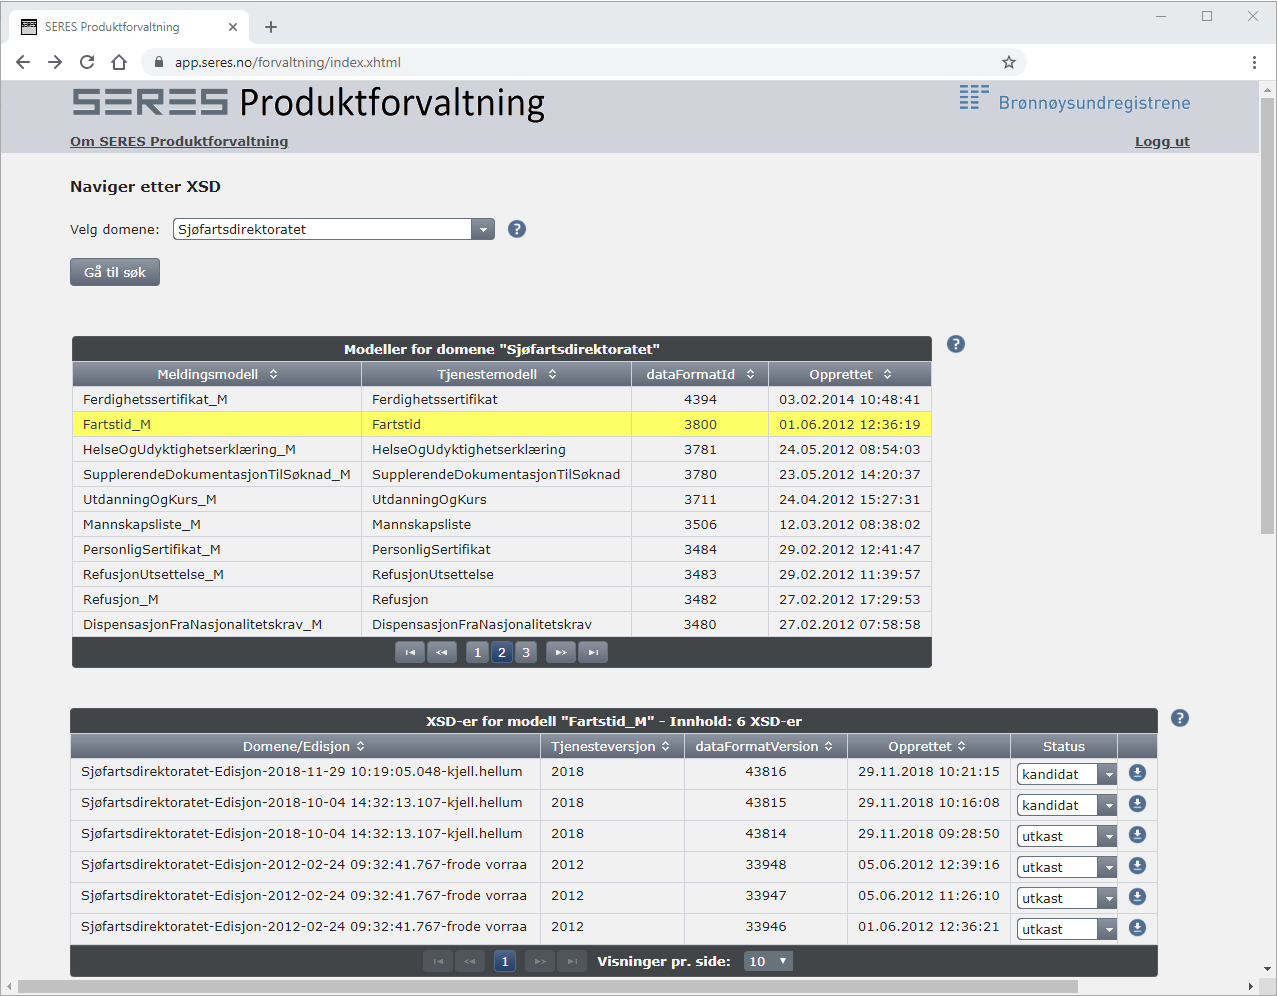 SERES Produktforvaltning
app.seres.no/forvaltning/index.xhtml
SERES Produktforvaltning
Brønnøysundregistrene
Om SERES Produktforvaltning Logg ut
Naviger etter XSD
Velg domene: Sjøfartsdirektoratet ?
Gå til søk
Modeller for domene "Sjøfartsdirektoratet" ?
Meldingsmodell Tjenestemodell dataFormatId Opprettet
Ferdighetssertifikat_M Ferdighetssertifikat 4394 03.02.2014 10:48:41
Fartstid_M Fartstid 3800 01.06.2012 12:36:19
HelseOgUdyktighetserklæring_M HelseOgUdyktighetserklæring 3781 24.05.2012 08:54:03
SupplerendeDokumentasjonTilSøknad_M SupplerendeDokumentasjonTilSøknad 3780 23.05.2012 14:20:37
UtdanningOgKurs_M UtdanningOgKurs 3711 24.04.2012 15:27:31
Mannskapsliste_M Mannskapsliste 3506 12.03.2012 08:38:02
PersonligSertifikat_M PersonligSertifikat 3484 29.02.2012 12:41:47
RefusjonUtsettelse_M RefusjonUtsettelse 3483 29.02.2012 11:39:57
Refusjon_M Refusjon 3482 27.02.2012 17:29:53
DispensasjonFraNasjonalitetskrav_M DispensasjonFraNasjonalitetskrav 3480 27.02.2012 07:58:58
1 2 3
XSD-er for modell "Fartstid_M" - Innhold: 6 XSD-er ?
Domene/Edisjon Tjenesteversjon dataFormatVersion Opprettet Status
Sjøfartsdirektoratet-Edisjon-2018-11-29 10:19:05.048-kjell.hellum 2018 43816 29.11.2018 10:21:15 kandidat
Sjøfartsdirektoratet-Edisjon-2018-10-04 14:32:13.107-kjell.hellum 2018 43815 29.11.2018 10:16:08 kandidat
Sjøfartsdirektoratet-Edisjon-2018-10-04 14:32:13.107-kjell.hellum 2018 43814 29.11.2018 09:28:50 utkast
Sjøfartsdirektoratet-Edisjon-2012-02-24 09:32:41.767-frode vorraa 2012 33948 05.06.2012 12:39:16 utkast
Sjøfartsdirektoratet-Edisjon-2012-02-24 09:32:41.767-frode vorraa 2012 33947 05.06.2012 11:26:10 utkast
Sjøfartsdirektoratet-Edisjon-2012-02-24 09:32:41.767-frode vorraa 2012 33946 01.06.2012 12:36:21 utkast
1 Visninger pr. side: 10